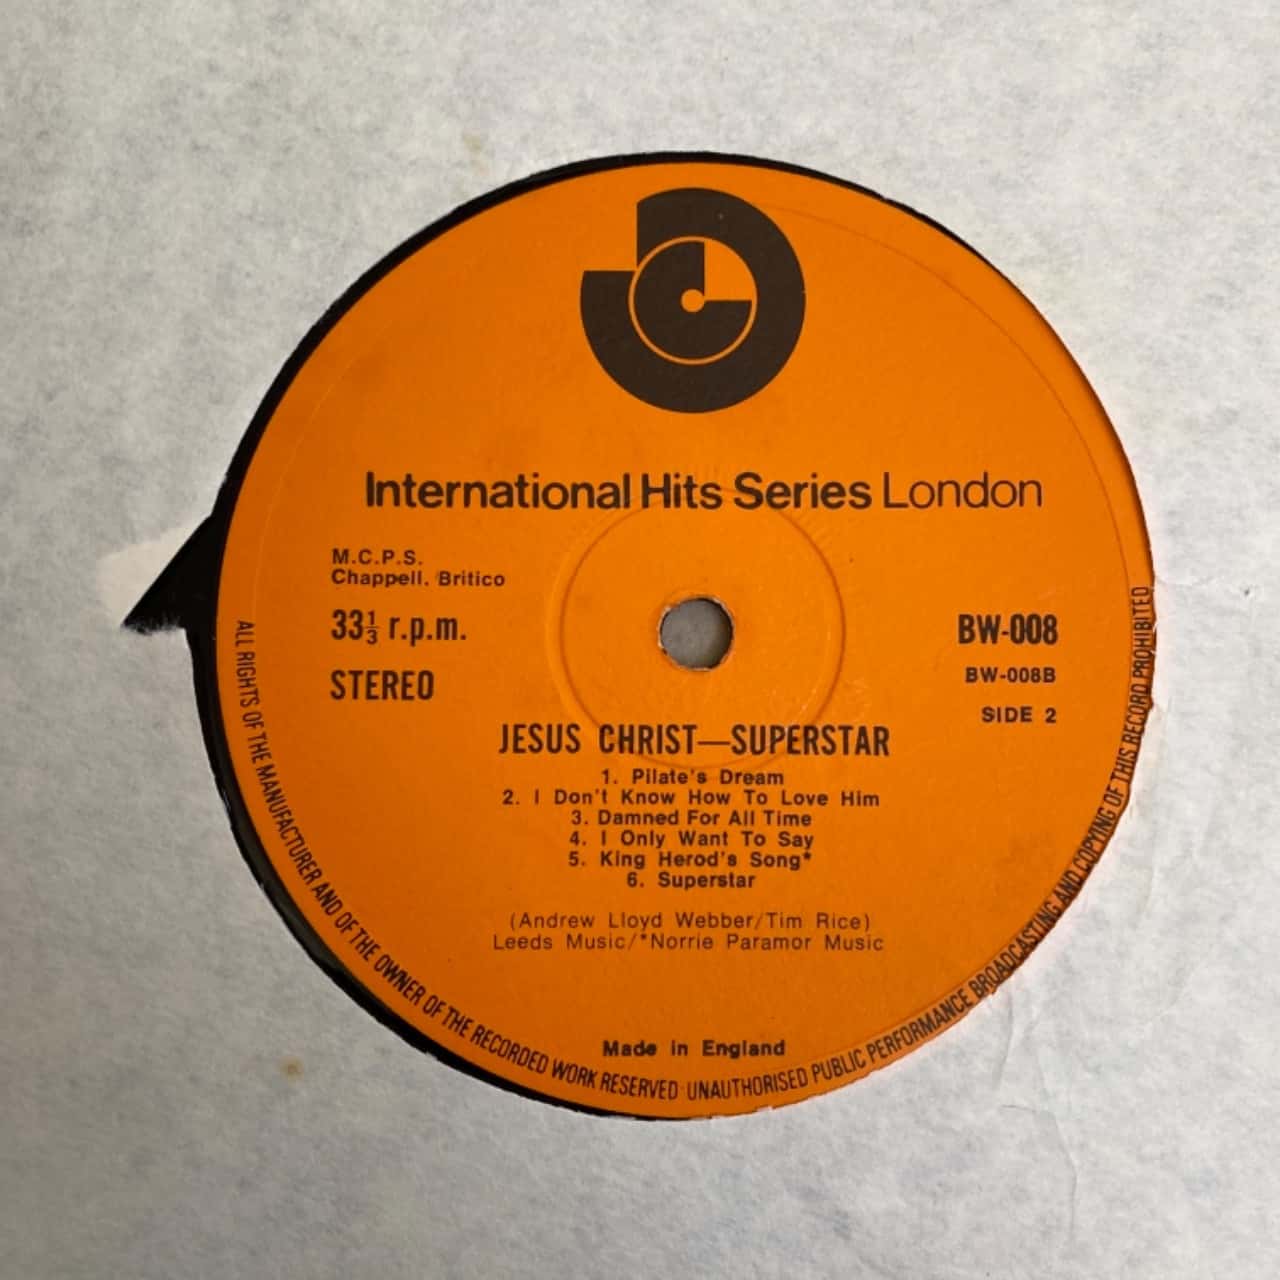 International Hits Series London
M.C.P.S.
Chappell. Britico
33⅓ r.p.m.
STEREO
BW-008
BW-008B
SIDE 2
JESUS CHRIST—SUPERSTAR
1. Pilate's Dream
2. I Don't Know How To Love Him
3. Damned For All Time
4. I Only Want To Say
5. King Herod's Song*
6. Superstar
(Andrew Lloyd Webber/Tim Rice)
Leeds Music/*Norrie Paramor Music
Made in England
ALL RIGHTS OF THE MANUFACTURER AND OF THE OWNER OF THE RECORDED WORK RESERVED UNAUTHORISED PUBLIC PERFORMANCE BROADCASTING AND COPYING OF THIS RECORD PROHIBITED